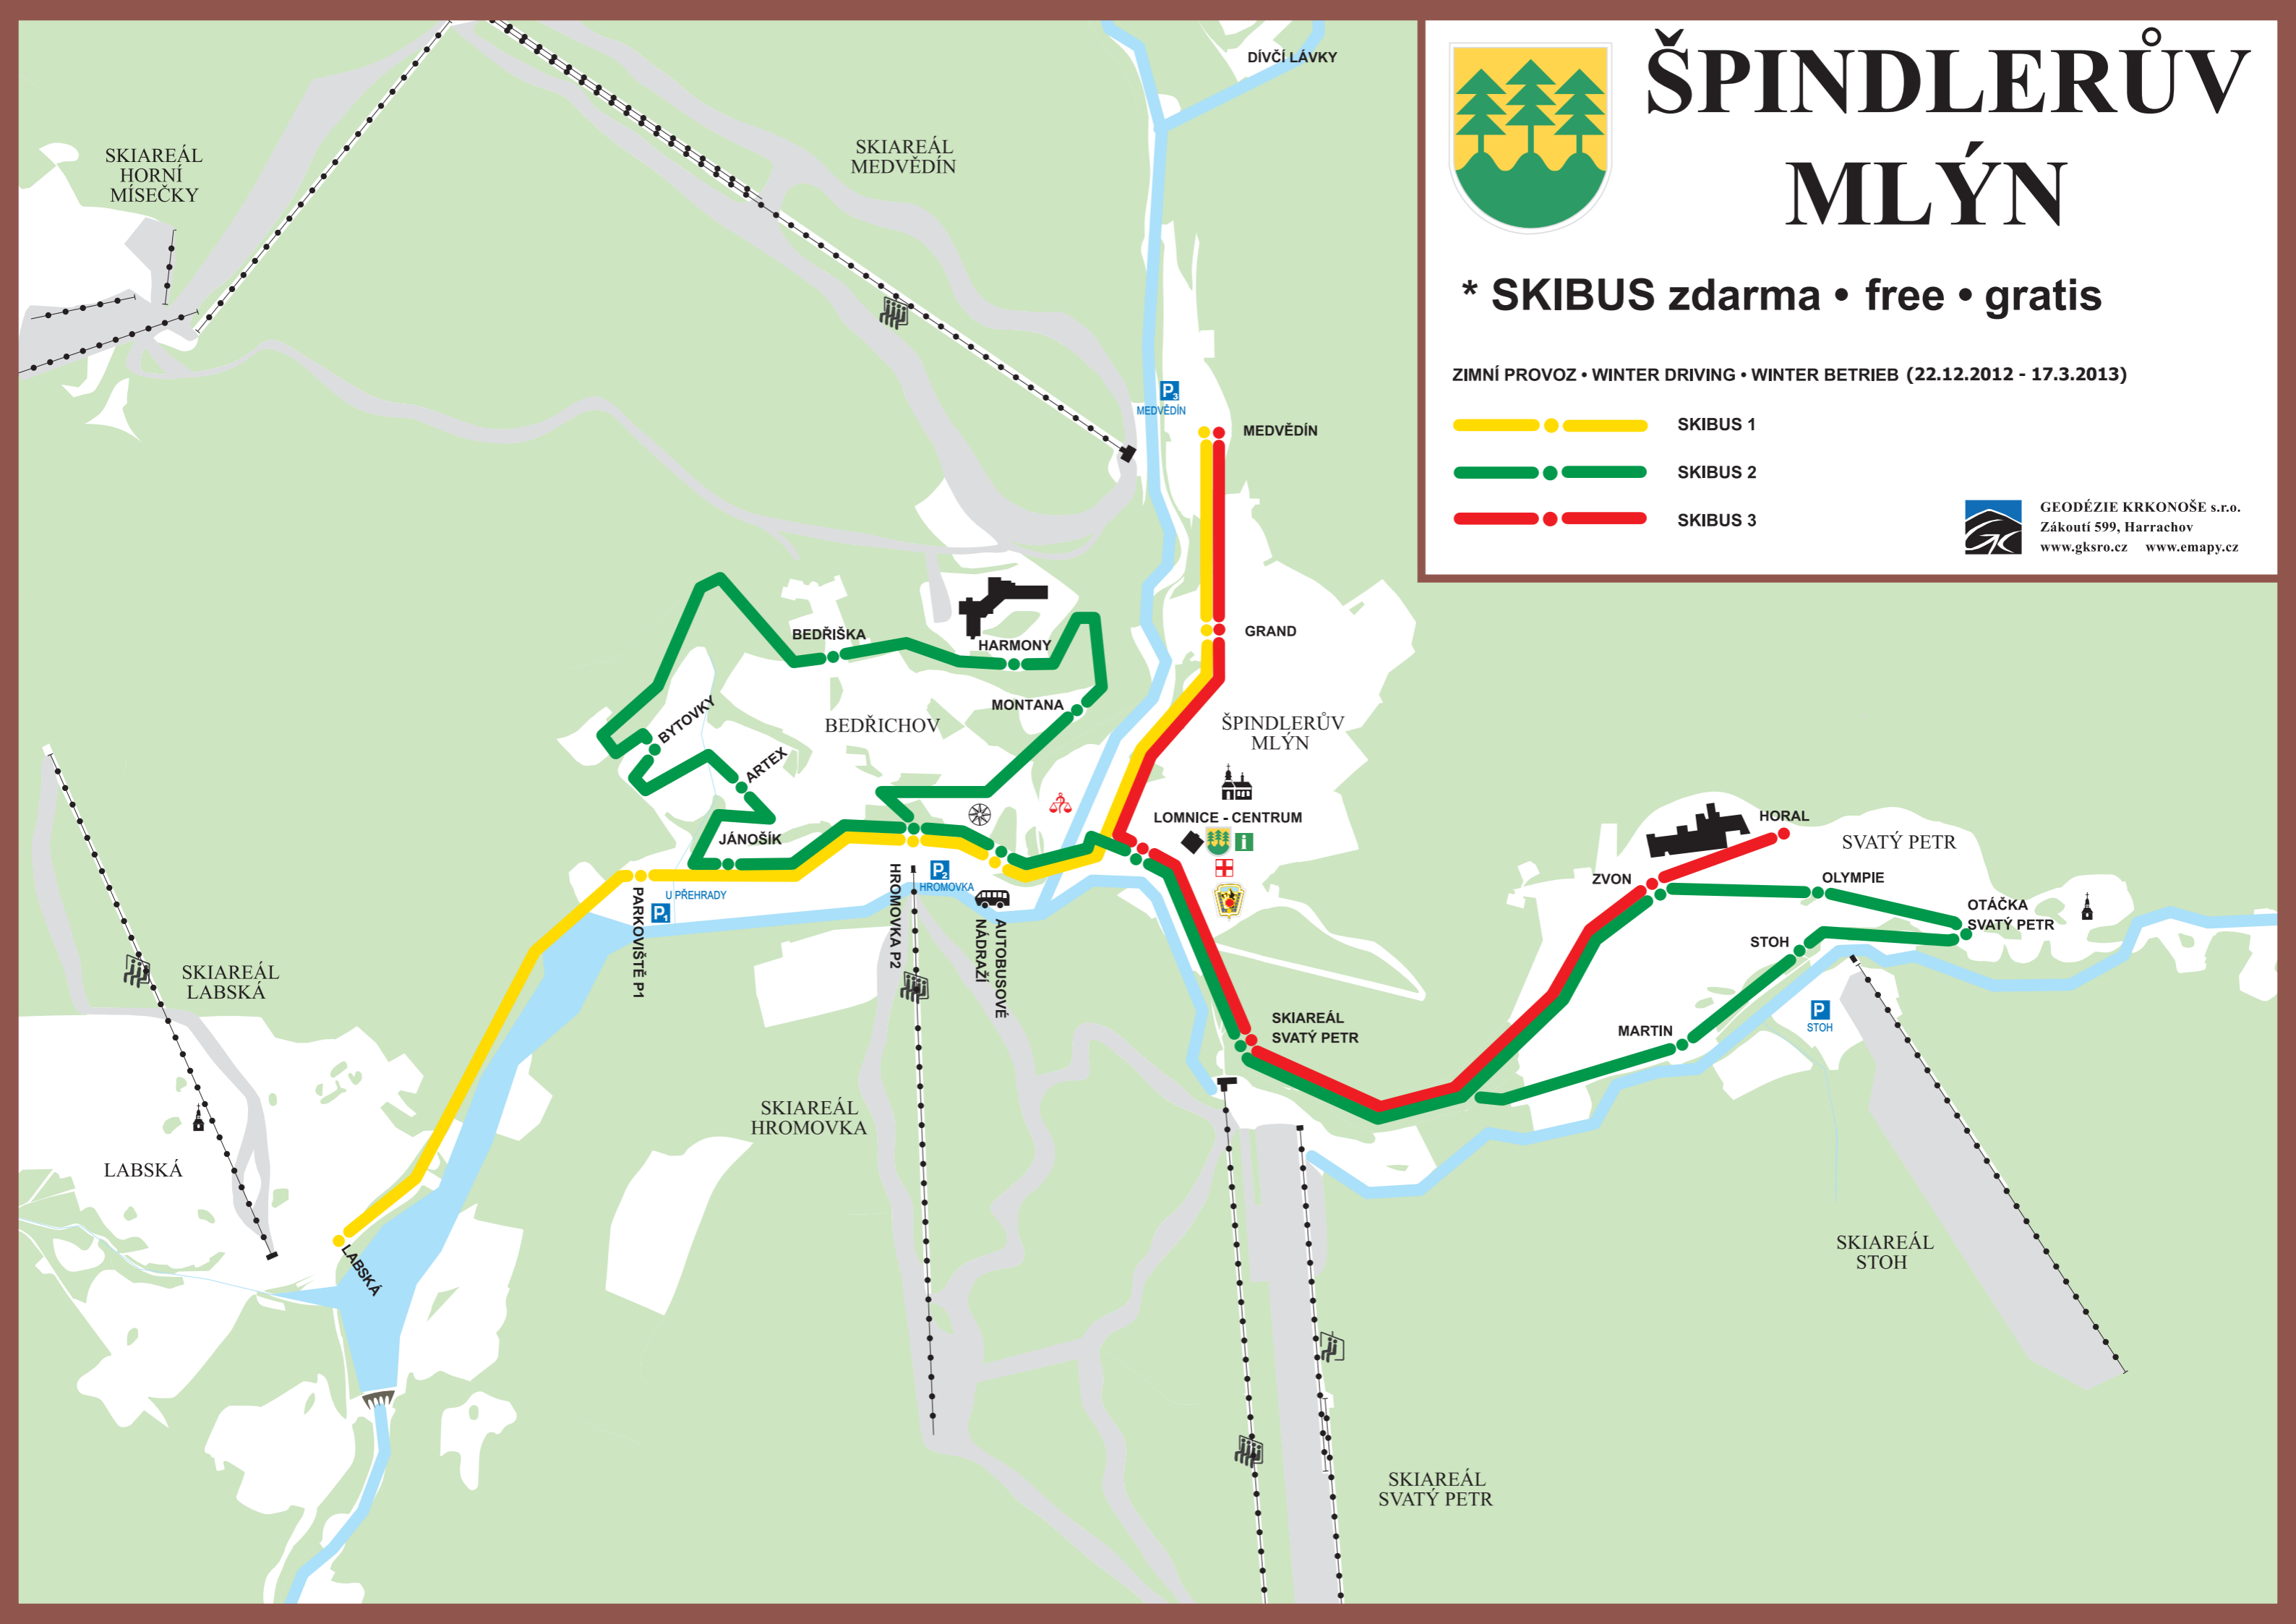 ŠPINDLERŮV
MLÝN
* SKIBUS zdarma • free • gratis
ZIMNÍ PROVOZ • WINTER DRIVING • WINTER BETRIEB (22.12.2012 - 17.3.2013)
SKIBUS 1
SKIBUS 2
SKIBUS 3
GEODÉZIE KRKONOŠE s.r.o.
Zákoutí 599, Harrachov
www.gksro.cz www.emapy.cz
DÍVČÍ LÁVKY
SKIAREÁL
HORNÍ
MÍSEČKY
SKIAREÁL
MEDVĚDÍN
P3
MEDVĚDÍN
MEDVĚDÍN
GRAND
BEDŘIŠKA
HARMONY
MONTANA
BYTOVKY
BEDŘICHOV
ARTEX
ŠPINDLERŮV
MLÝN
JÁNOŠÍK
LOMNICE - CENTRUM
i
HORAL
SVATÝ PETR
ZVON
OLYMPIE
OTÁČKA
SVATÝ PETR
STOH
MARTIN
P
STOH
P2
HROMOVKA
U PŘEHRADY
P1
PARKOVIŠTĚ P1
HROMOVKA P2
AUTOBUSOVÉ
NÁDRAŽÍ
SKIAREÁL
LABSKÁ
SKIAREÁL
SVATÝ PETR
SKIAREÁL
HROMOVKA
LABSKÁ
LABSKÁ
SKIAREÁL
STOH
SKIAREÁL
SVATÝ PETR